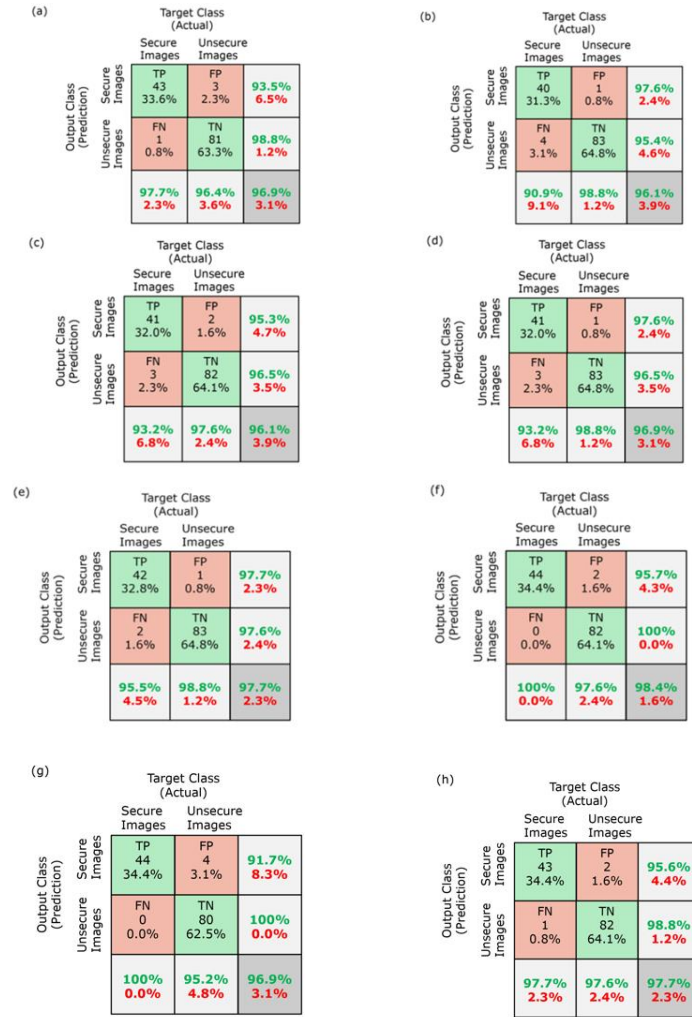 (a)
Target Class
(Actual)
Secure Images
Unsecure Images
Output Class
(Prediction)
Secure Images
Unsecure Images
TP
43
33.6%
FP
3
2.3%
93.5%
6.5%
FN
1
0.8%
TN
81
63.3%
98.8%
1.2%
97.7%
2.3%
96.4%
3.6%
96.9%
3.1%
(b)
Target Class
(Actual)
Secure Images
Unsecure Images
Output Class
(Prediction)
Secure Images
Unsecure Images
TP
40
31.3%
FP
1
0.8%
97.6%
2.4%
FN
4
3.1%
TN
83
64.8%
95.4%
4.6%
90.9%
9.1%
98.8%
1.2%
96.1%
3.9%
(c)
Target Class
(Actual)
Secure Images
Unsecure Images
Output Class
(Prediction)
Secure Images
Unsecure Images
TP
41
32.0%
FP
2
1.6%
95.3%
4.7%
FN
3
2.3%
TN
82
64.1%
96.5%
3.5%
93.2%
6.8%
97.6%
2.4%
96.1%
3.9%
(d)
Target Class
(Actual)
Secure Images
Unsecure Images
Output Class
(Prediction)
Secure Images
Unsecure Images
TP
41
32.0%
FP
1
0.8%
97.6%
2.4%
FN
3
2.3%
TN
83
64.8%
96.5%
3.5%
93.2%
6.8%
98.8%
1.2%
96.9%
3.1%
(e)
Target Class
(Actual)
Secure Images
Unsecure Images
Output Class
(Prediction)
Secure Images
Unsecure Images
TP
42
32.8%
FP
1
0.8%
97.7%
2.3%
FN
2
1.6%
TN
83
64.8%
97.6%
2.4%
95.5%
4.5%
98.8%
1.2%
97.7%
2.3%
(f)
Target Class
(Actual)
Secure Images
Unsecure Images
Output Class
(Prediction)
Secure Images
Unsecure Images
TP
44
34.4%
FP
2
1.6%
95.7%
4.3%
FN
0
0.0%
TN
82
64.1%
100%
0.0%
100%
0.0%
97.6%
2.4%
98.4%
1.6%
(g)
Target Class
(Actual)
Secure Images
Unsecure Images
Output Class
(Prediction)
Secure Images
Unsecure Images
TP
44
34.4%
FP
4
3.1%
91.7%
8.3%
FN
0
0.0%
TN
80
62.5%
100%
0.0%
100%
0.0%
95.2%
4.8%
96.9%
3.1%
(h)
Target Class
(Actual)
Secure Images
Unsecure Images
Output Class
(Prediction)
Secure Images
Unsecure Images
TP
43
34.4%
FP
2
1.6%
95.6%
4.4%
FN
1
0.8%
TN
82
64.1%
98.8%
1.2%
97.7%
2.3%
97.6%
2.4%
97.7%
2.3%